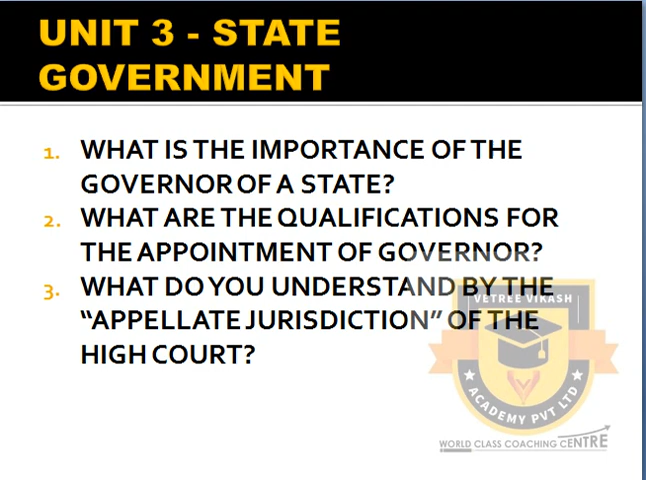 UNIT 3 - STATE
GOVERNMENT
1. WHAT IS THE IMPORTANCE OF THE
GOVERNOR OF A STATE?
2. WHAT ARE THE QUALIFICATIONS FOR
THE APPOINTMENT OF GOVERNOR?
3. WHAT DO YOU UNDERSTAND BY THE
“APPELLATE JURISDICTION” OF THE
HIGH COURT?
VETREE VIKASH
ACADEMY PVT LTD
WORLD CLASS COACHING CENTRE